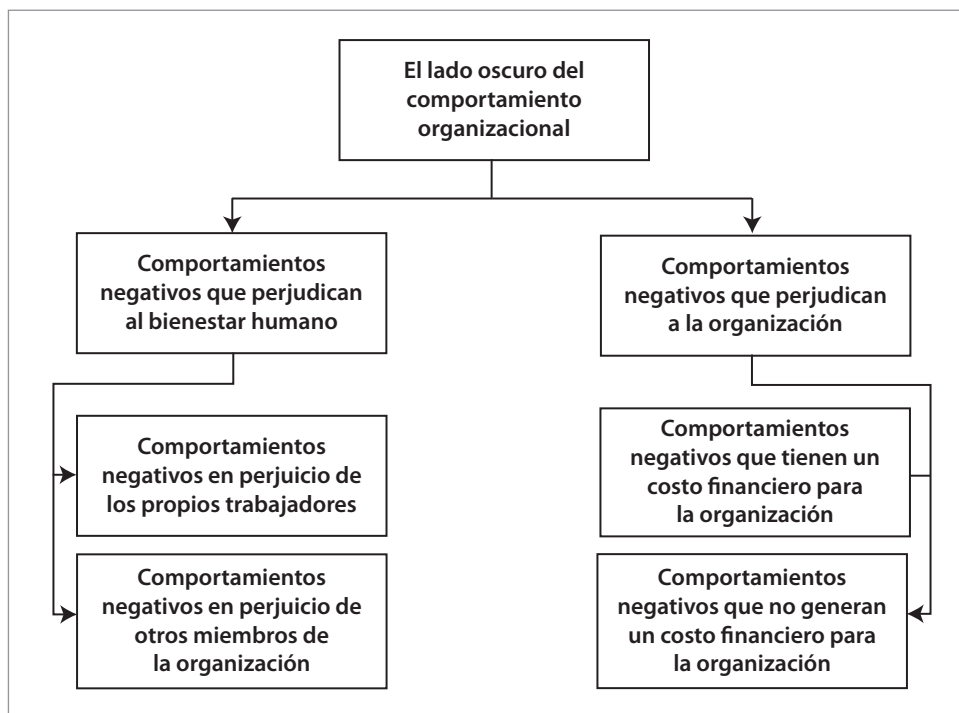 El lado oscuro del
comportamiento
organizacional
Comportamientos
negativos que perjudican
al bienestar humano
Comportamientos
negativos que perjudican
a la organización
Comportamientos
negativos en perjuicio de
los propios trabajadores
Comportamientos
negativos que tienen un
costo financiero para
la organización
Comportamientos
negativos en perjuicio de
otros miembros de
la organización
Comportamientos
negativos que no generan
un costo financiero para
la organización